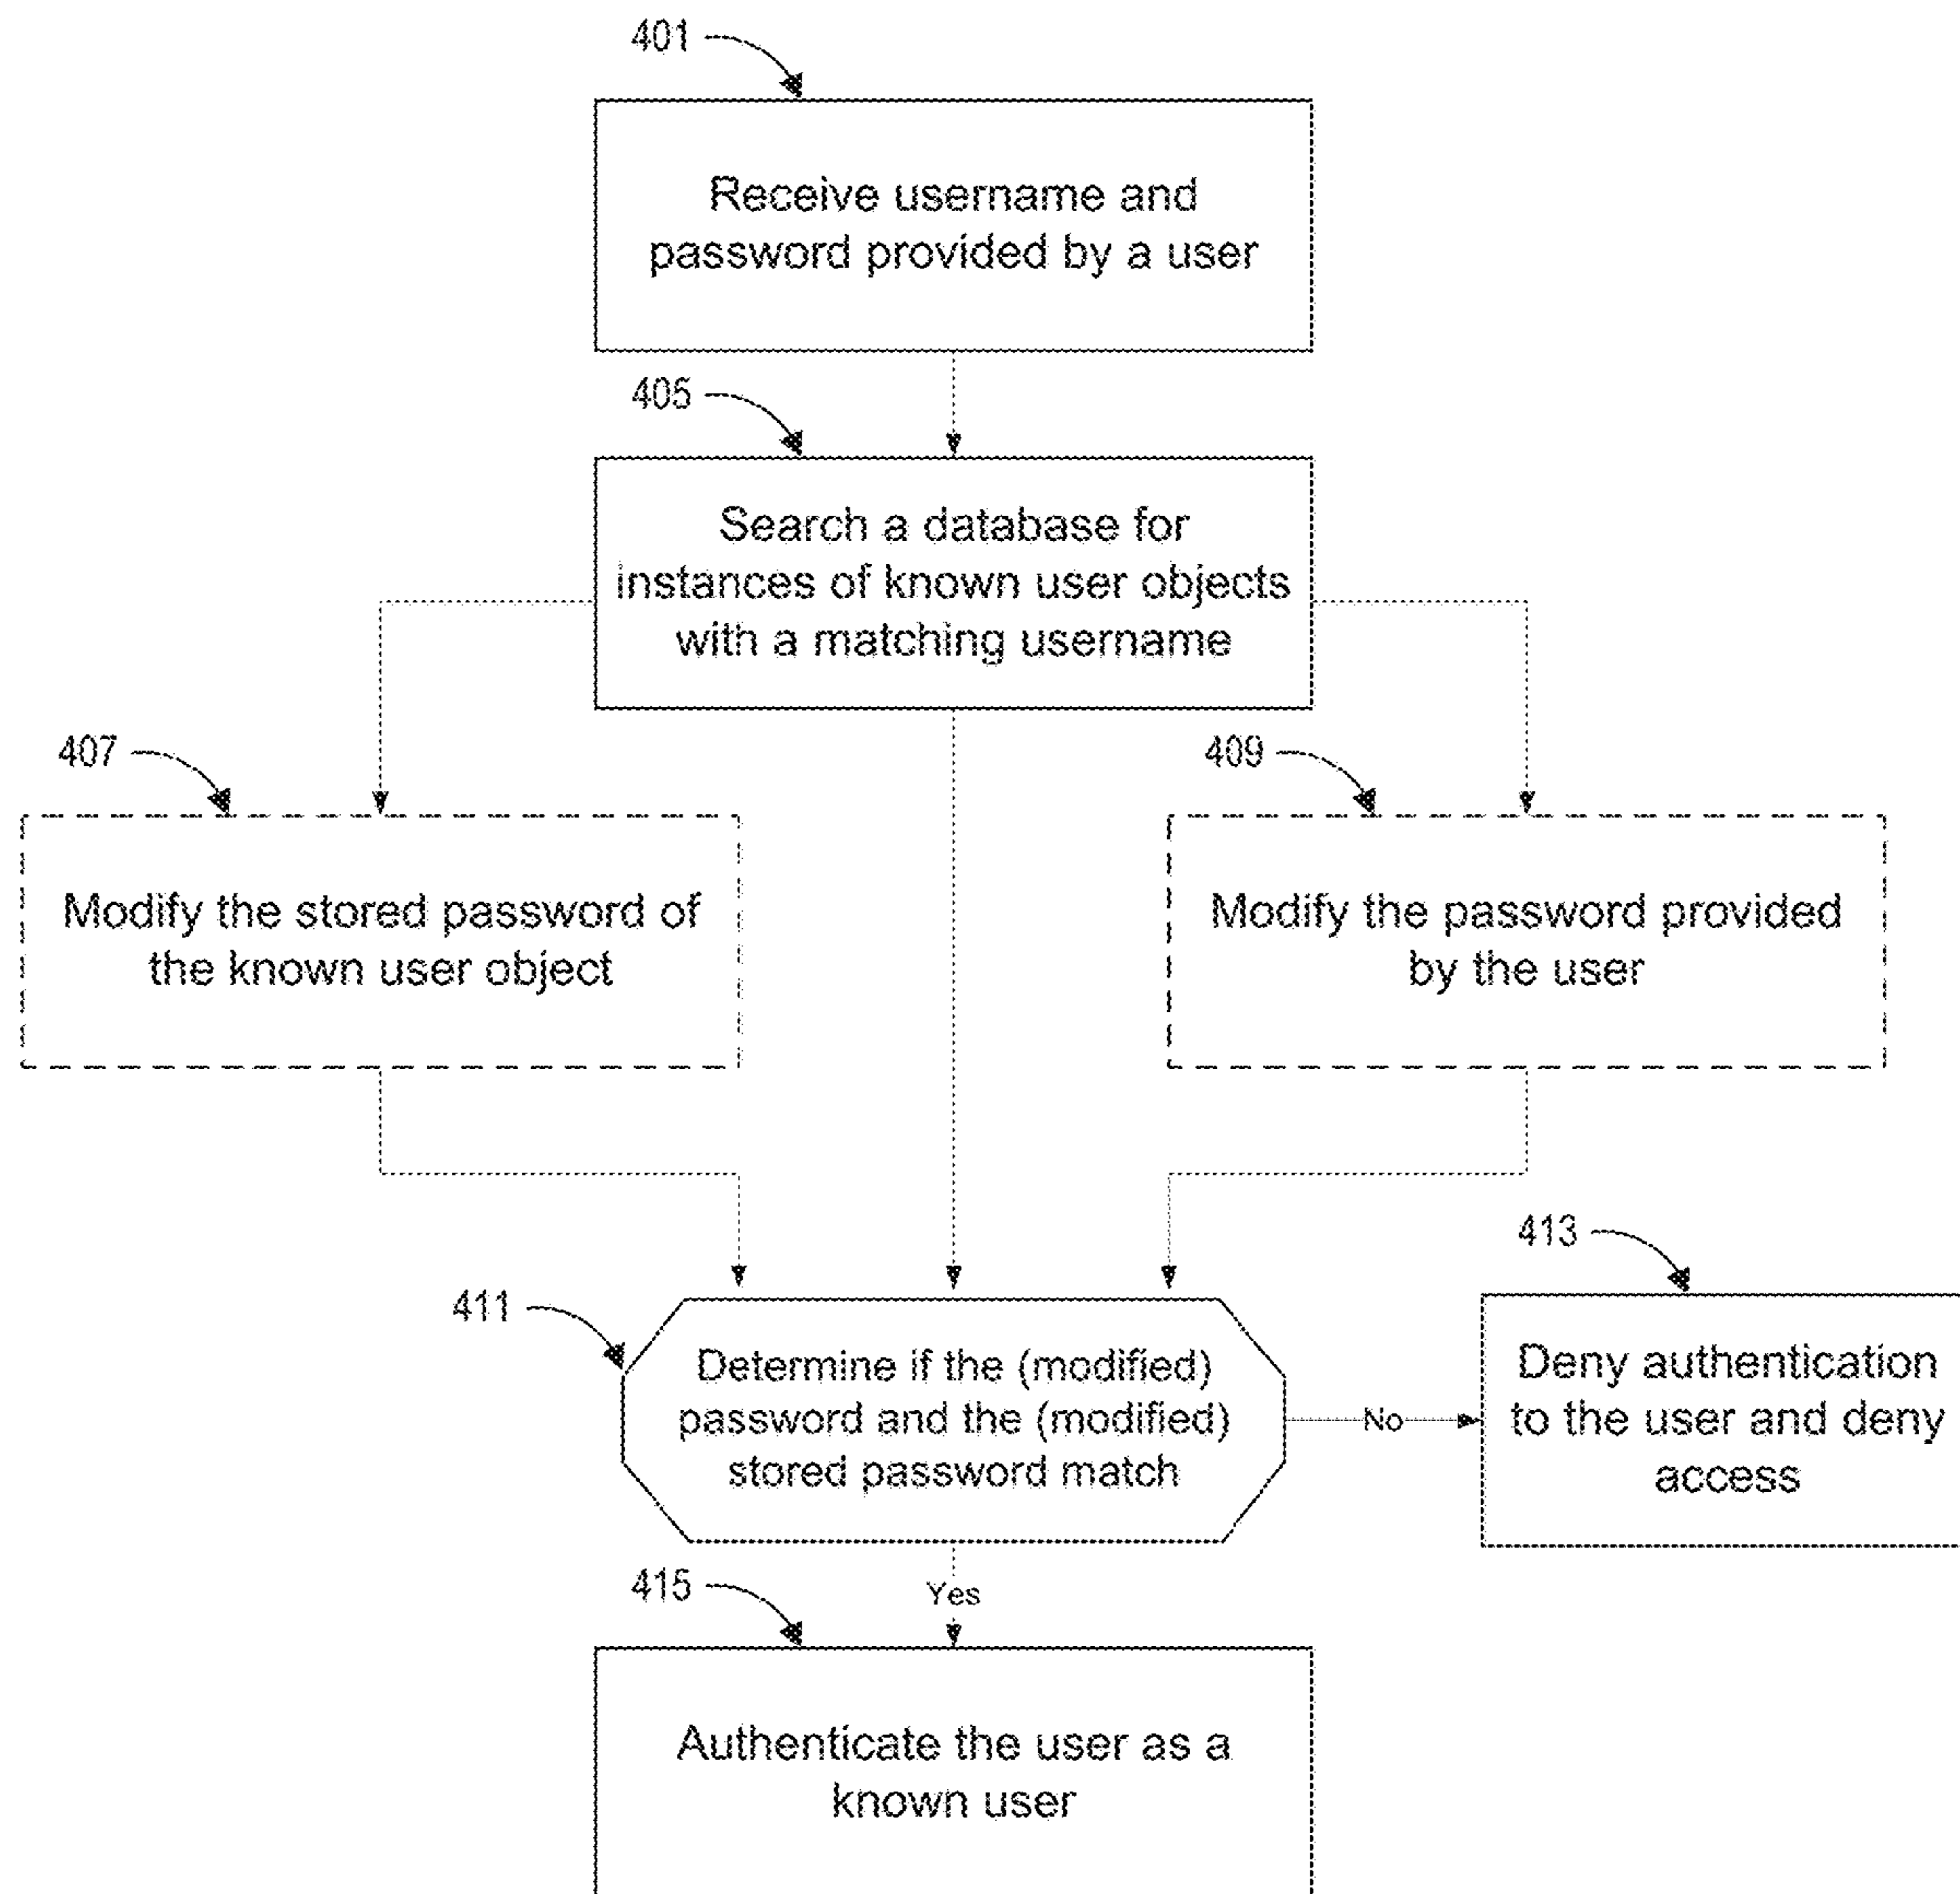 401
Receive username and
password provided by a user
405
Search a database for
instances of known user objects
with a matching username
407
Modify the stored password of
the known user object
409
Modify the password provided
by the user
411
Determine if the (modified)
password and the (modified)
stored password match
No
413
Deny authentication
to the user and deny
access
Yes
415
Authenticate the user as a
known user